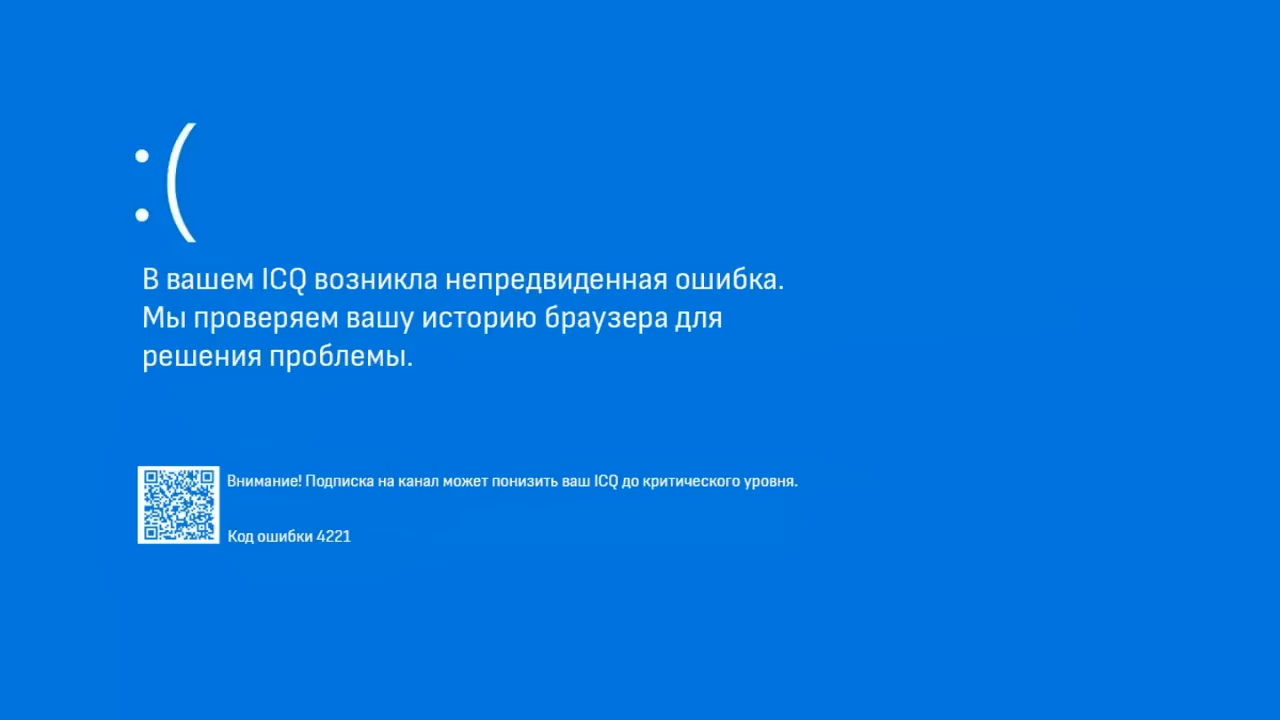 :(
В вашем ICQ возникла непредвиденная ошибка.
Мы проверяем вашу историю браузера для
решения проблемы.
Внимание! Подписка на канал может понизить ваш ICQ до критического уровня.
Код ошибки 4221